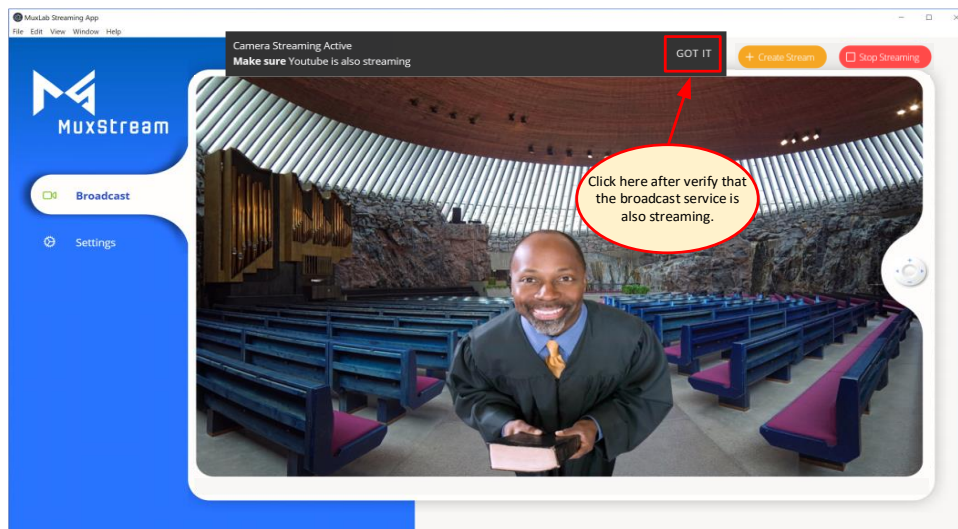 MuxLab Streaming App
File Edit View Window Help
Camera Streaming Active
Make sure Youtube is also streaming
GOT IT
+ Create Stream
Stop Streaming
MuxStream
Click here after verify that
the broadcast service is
also streaming.
Broadcast
Settings